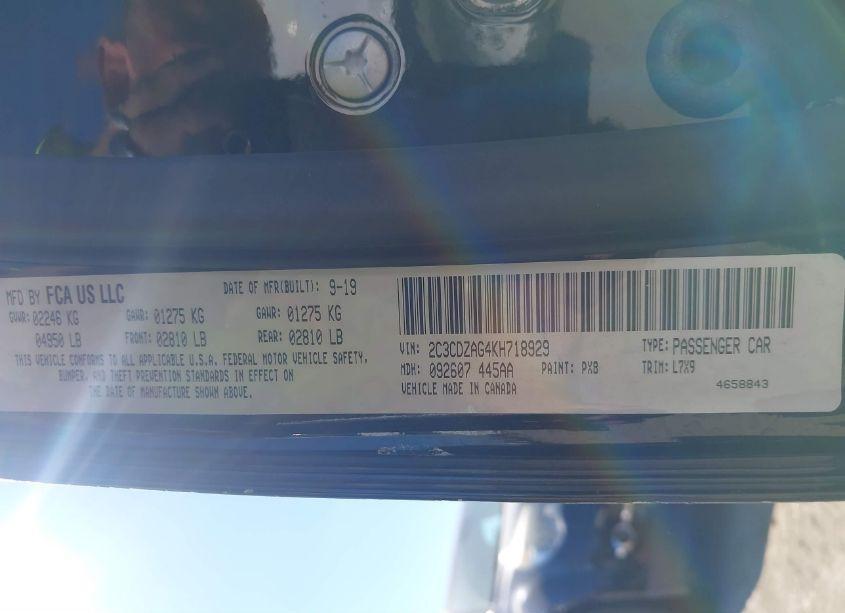 MFD BY FCA US LLC DATE OF MFR(BUILT): 9-19
GVWR: 02246 KG GAWR: 01275 KG GAWR: 01275 KG
04950 LB FRONT: 02810 LB REAR: 02810 LB
THIS VEHICLE CONFORMS TO ALL APPLICABLE U.S.A. FEDERAL MOTOR VEHICLE SAFETY,
BUMPER, AND THEFT PREVENTION STANDARDS IN EFFECT ON
THE DATE OF MANUFACTURE SHOWN ABOVE.
VIN: 2C3CDZAG4KH718929 TYPE: PASSENGER CAR
MDH: 092607 445AA PAINT: PX8 TRIM: L7X9
VEHICLE MADE IN CANADA 4658843